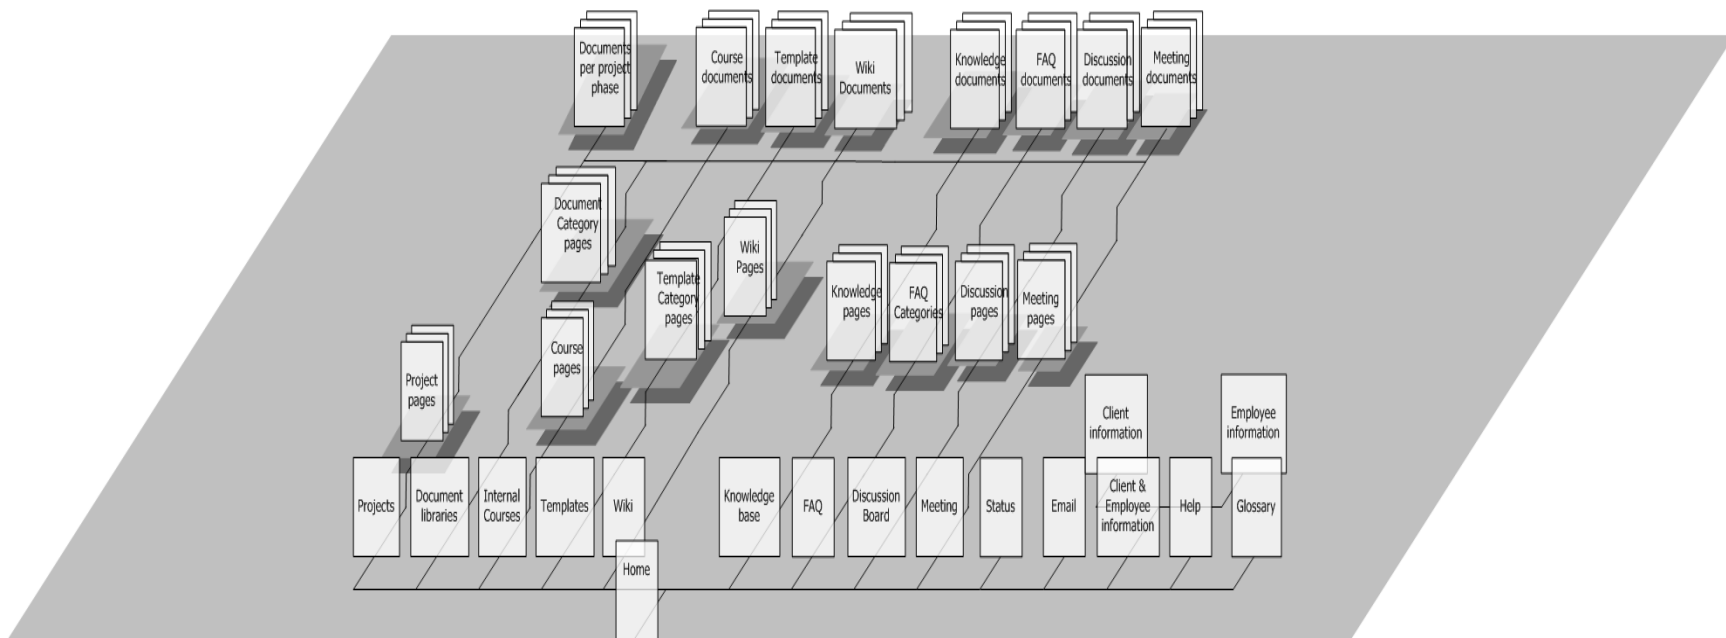 Documents
per project
phase
Course
documents
Template
documents
Wiki
Documents
Knowledge
documents
FAQ
documents
Discussion
documents
Meeting
documents
Document
Category
pages
Template
Category
pages
Wiki
Pages
Knowledge
pages
FAQ
Categories
Discussion
pages
Meeting
pages
Project
pages
Course
pages
Client
information
Employee
information
Projects
Document
libraries
Internal
Courses
Templates
Wiki
Knowledge
base
FAQ
Discussion
Board
Meeting
Status
Email
Client &
Employee
information
Help
Glossary
Home